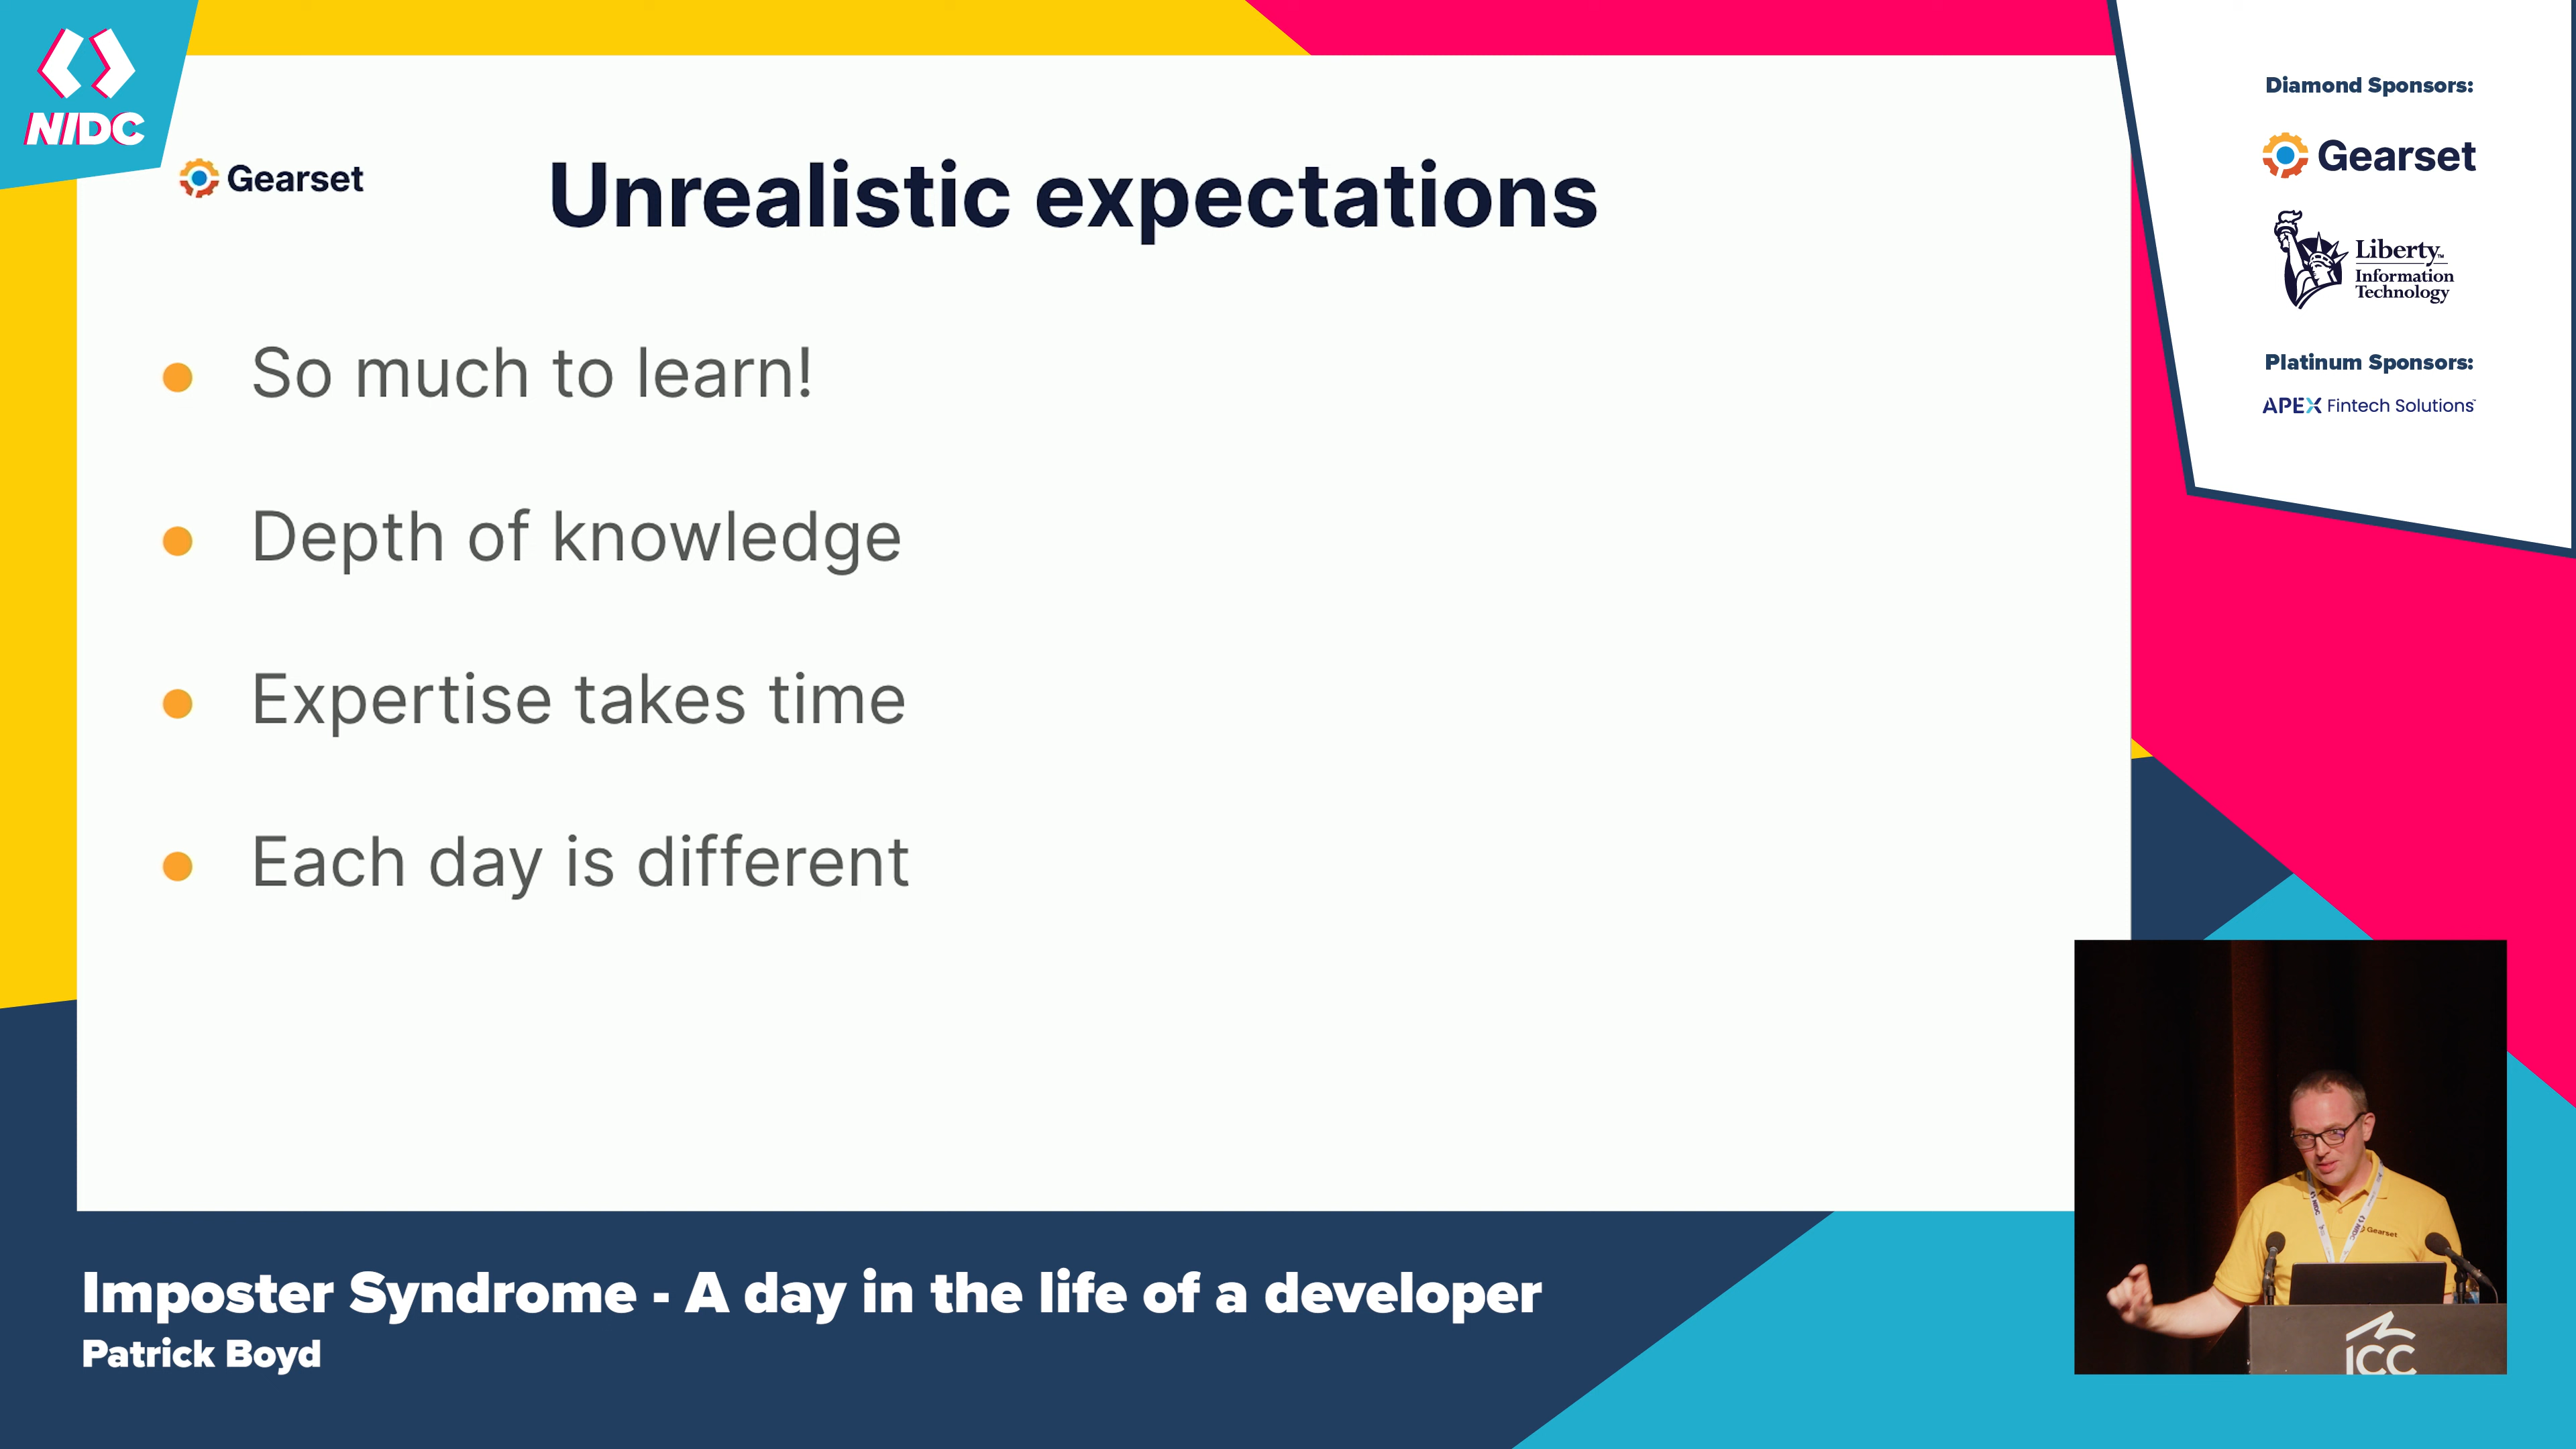 NIDC
Gearset
Unrealistic expectations
So much to learn!
Depth of knowledge
Expertise takes time
Each day is different
Diamond Sponsors:
Gearset
Liberty™
Information
Technology
Platinum Sponsors:
APEX Fintech Solutions
Gearset
ICC
Imposter Syndrome - A day in the life of a developer
Patrick Boyd